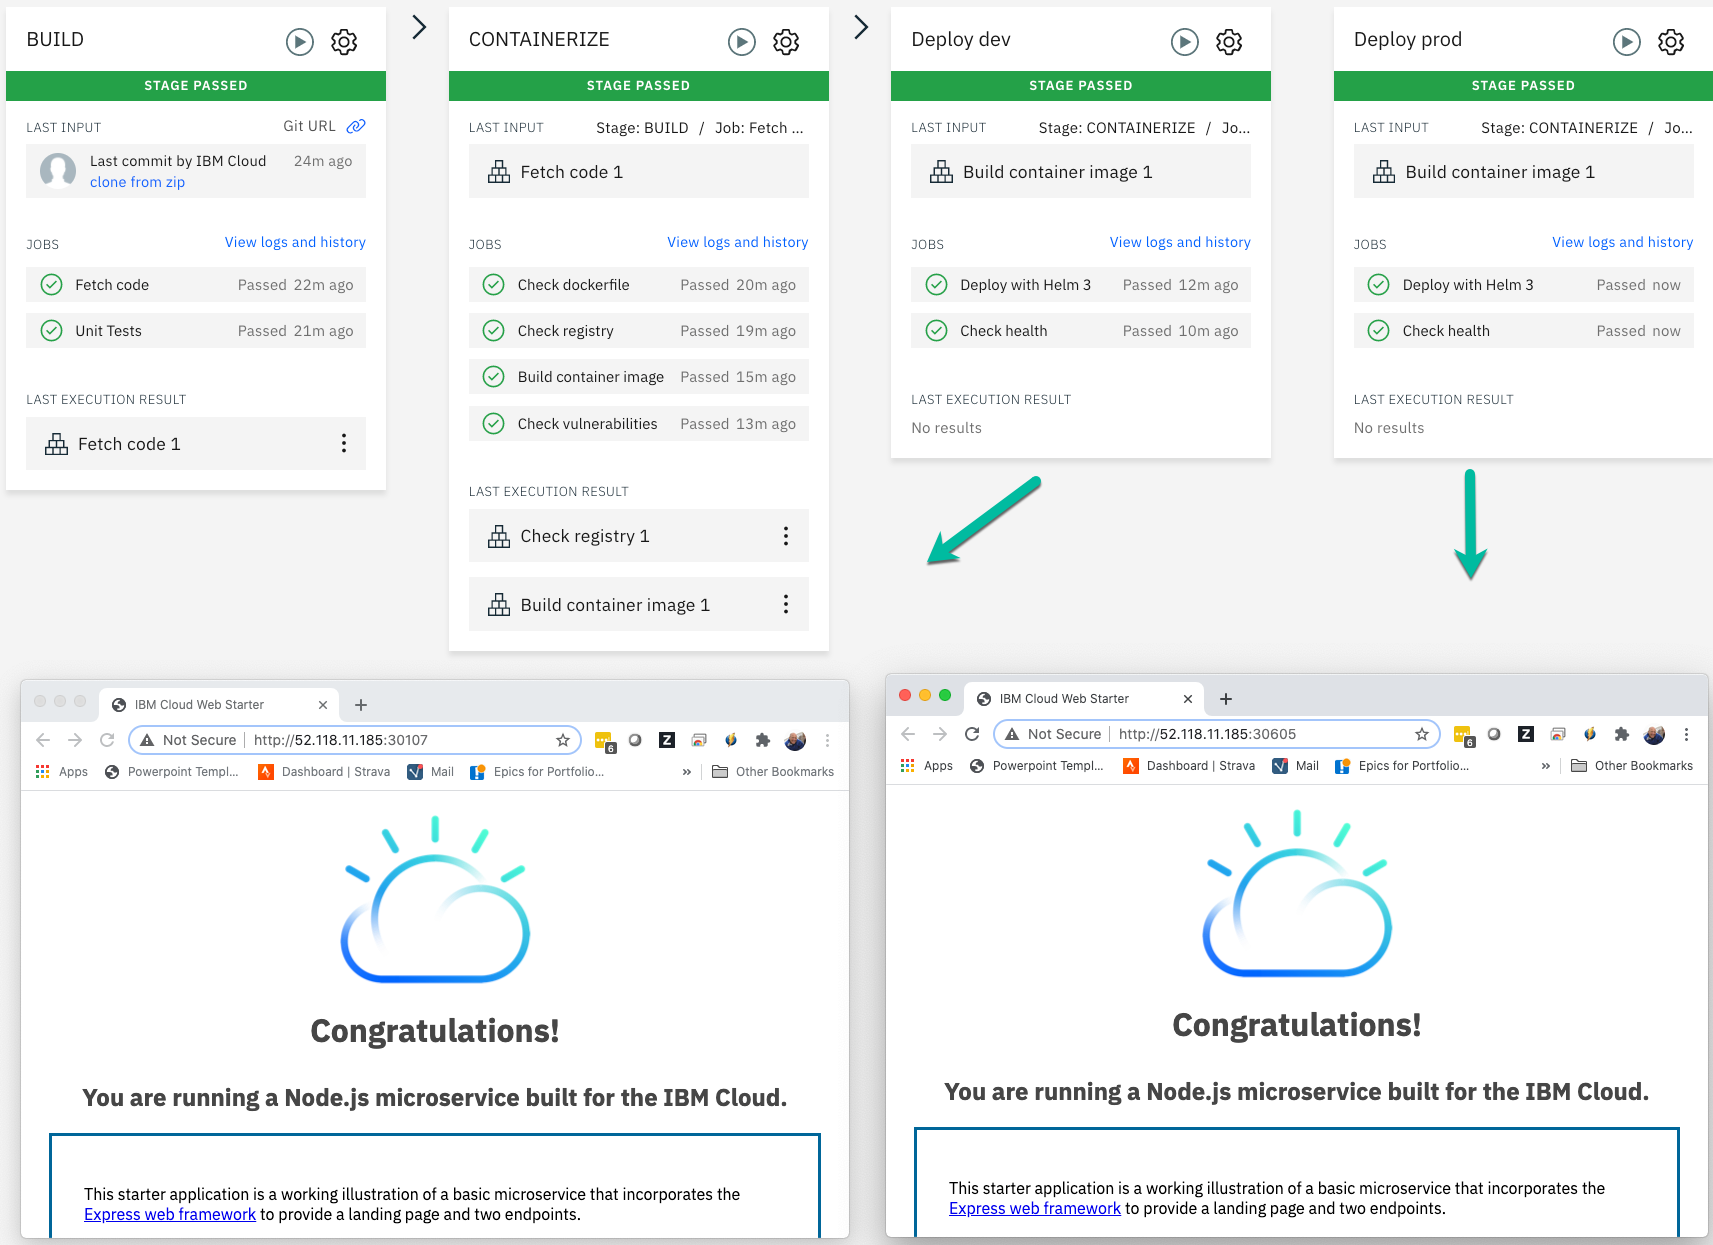 BUILD
STAGE PASSED
LAST INPUT Git URL
Last commit by IBM Cloud 24m ago
clone from zip
JOBS View logs and history
Fetch code Passed 22m ago
Unit Tests Passed 21m ago
LAST EXECUTION RESULT
Fetch code 1
CONTAINERIZE
STAGE PASSED
LAST INPUT Stage: BUILD / Job: Fetch ...
Fetch code 1
JOBS View logs and history
Check dockerfile Passed 20m ago
Check registry Passed 19m ago
Build container image Passed 15m ago
Check vulnerabilities Passed 13m ago
LAST EXECUTION RESULT
Check registry 1
Build container image 1
Deploy dev
STAGE PASSED
LAST INPUT Stage: CONTAINERIZE / Jo...
Build container image 1
JOBS View logs and history
Deploy with Helm 3 Passed 12m ago
Check health Passed 10m ago
LAST EXECUTION RESULT
No results
Deploy prod
STAGE PASSED
LAST INPUT Stage: CONTAINERIZE / Jo...
Build container image 1
JOBS View logs and history
Deploy with Helm 3 Passed now
Check health Passed now
LAST EXECUTION RESULT
No results
IBM Cloud Web Starter
Not Secure http://52.118.11.185:30107 6 Z
Apps Powerpoint Templ... Dashboard | Strava Mail Epics for Portfolio... » Other Bookmarks
Congratulations!
You are running a Node.js microservice built for the IBM Cloud.
This starter application is a working illustration of a basic microservice that incorporates the
Express web framework to provide a landing page and two endpoints.
IBM Cloud Web Starter
Not Secure http://52.118.11.185:30605 6 Z
Apps Powerpoint Templ... Dashboard | Strava Mail Epics for Portfolio... » Other Bookmarks
Congratulations!
You are running a Node.js microservice built for the IBM Cloud.
This starter application is a working illustration of a basic microservice that incorporates the
Express web framework to provide a landing page and two endpoints.